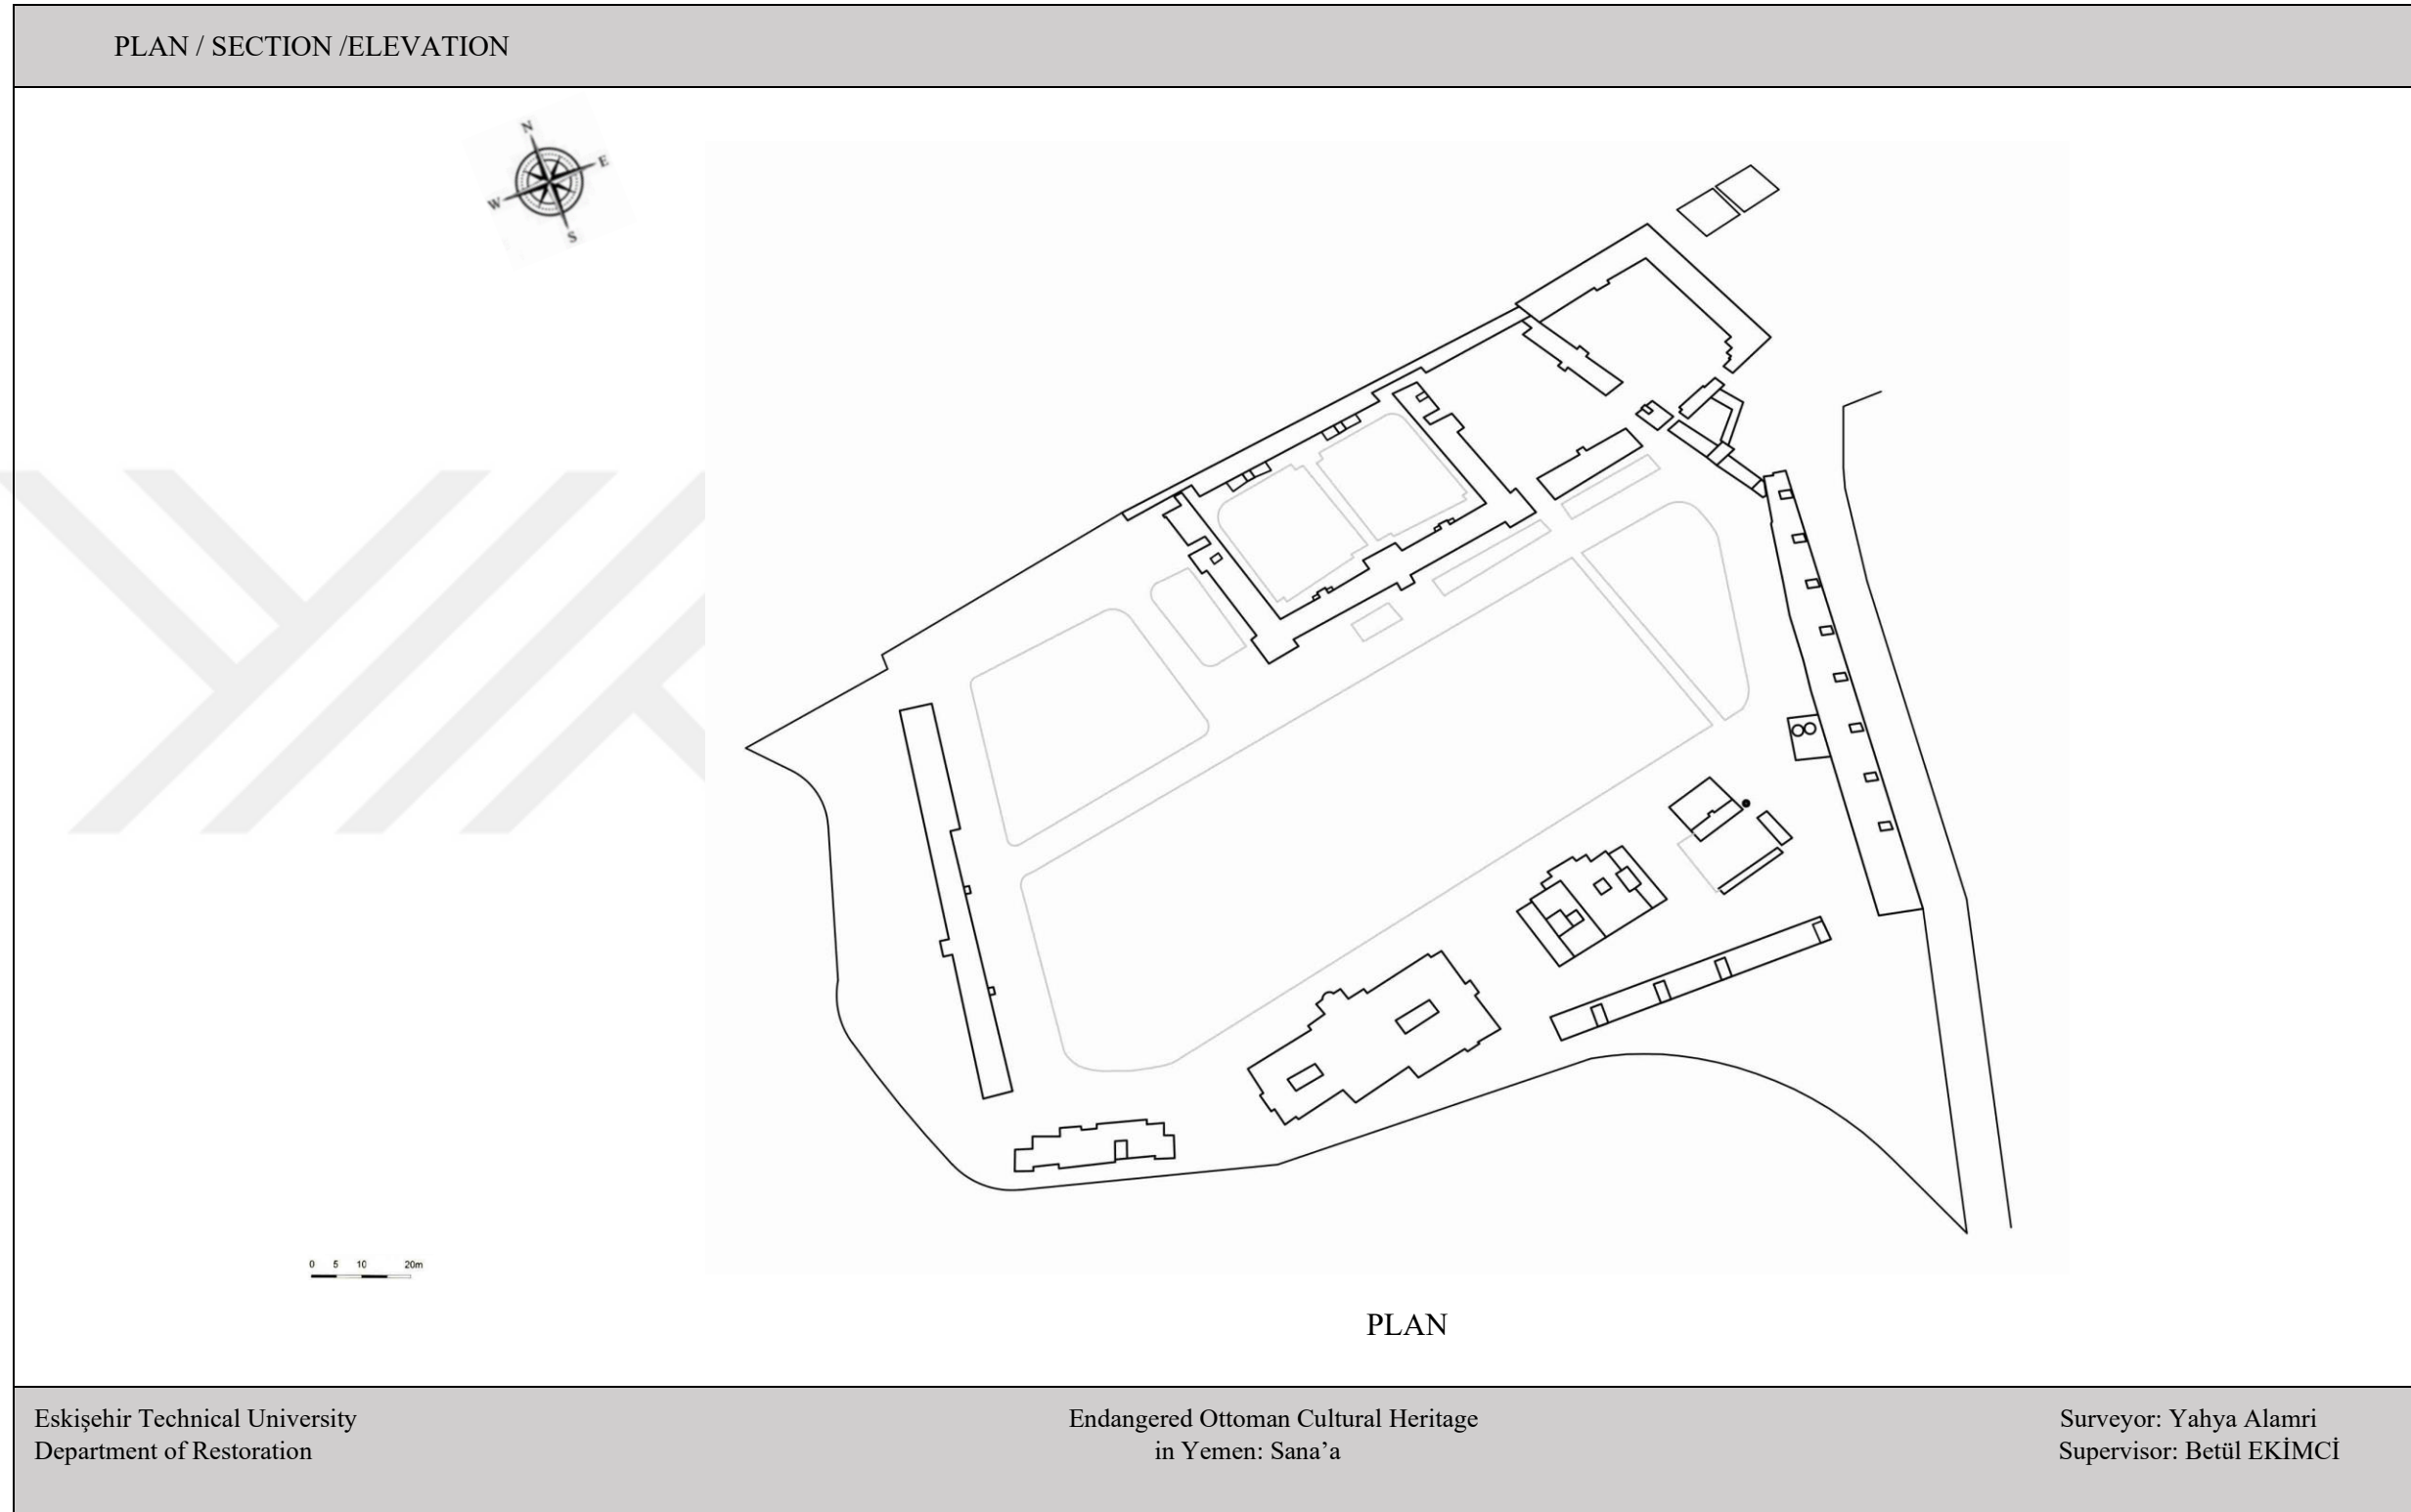 PLAN / SECTION /ELEVATION
N
E
W
S
0 5 10 20m
PLAN
Eskişehir Technical University
Department of Restoration
Endangered Ottoman Cultural Heritage
in Yemen: Sana’a
Surveyor: Yahya Alamri
Supervisor: Betül EKİMCİ